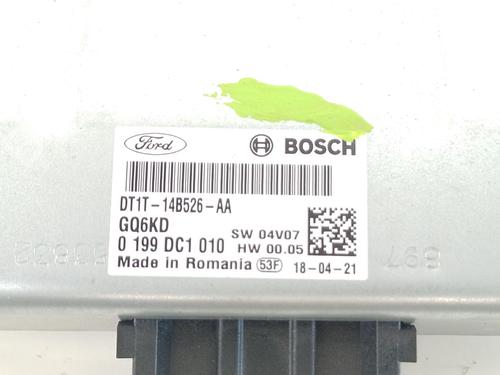 Ford BOSCH
DT1T-14B526-AA
GQ6KD SW 04V07
0 199 DC1 010 HW 00.05
Made in Romania 53F 18-04-21
697